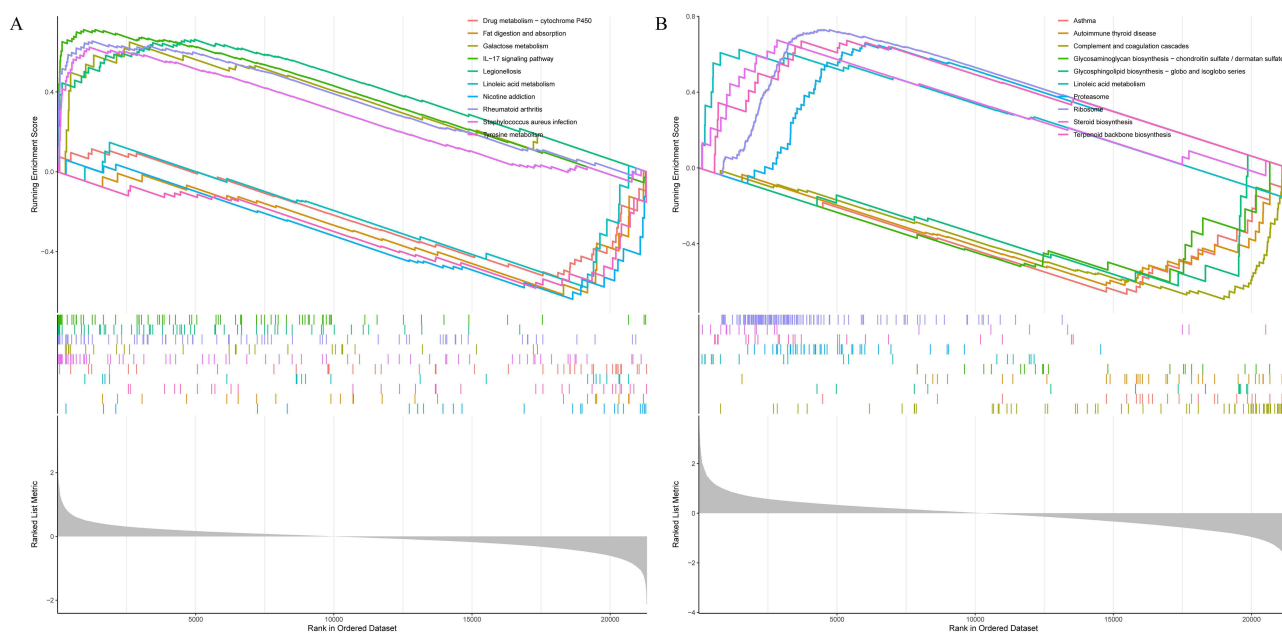 A
Drug metabolism − cytochrome P450
Fat digestion and absorption
Galactose metabolism
IL−17 signaling pathway
Legionellosis
Linoleic acid metabolism
Nicotine addiction
Rheumatoid arthritis
Staphylococcus aureus infection
Tyrosine metabolism
Running Enrichment Score
0.4
0.0
−0.4
Ranked List Metric
2
0
−2
5000
10000
15000
20000
Rank in Ordered Dataset
B
Asthma
Autoimmune thyroid disease
Complement and coagulation cascades
Glycosaminoglycan biosynthesis − chondroitin sulfate / dermatan sulfate
Glycosphingolipid biosynthesis − globo and isoglobo series
Linoleic acid metabolism
Proteasome
Ribosome
Steroid biosynthesis
Terpenoid backbone biosynthesis
Running Enrichment Score
0.8
0.4
0.0
−0.4
Ranked List Metric
2
0
−2
−4
5000
10000
15000
20000
Rank in Ordered Dataset